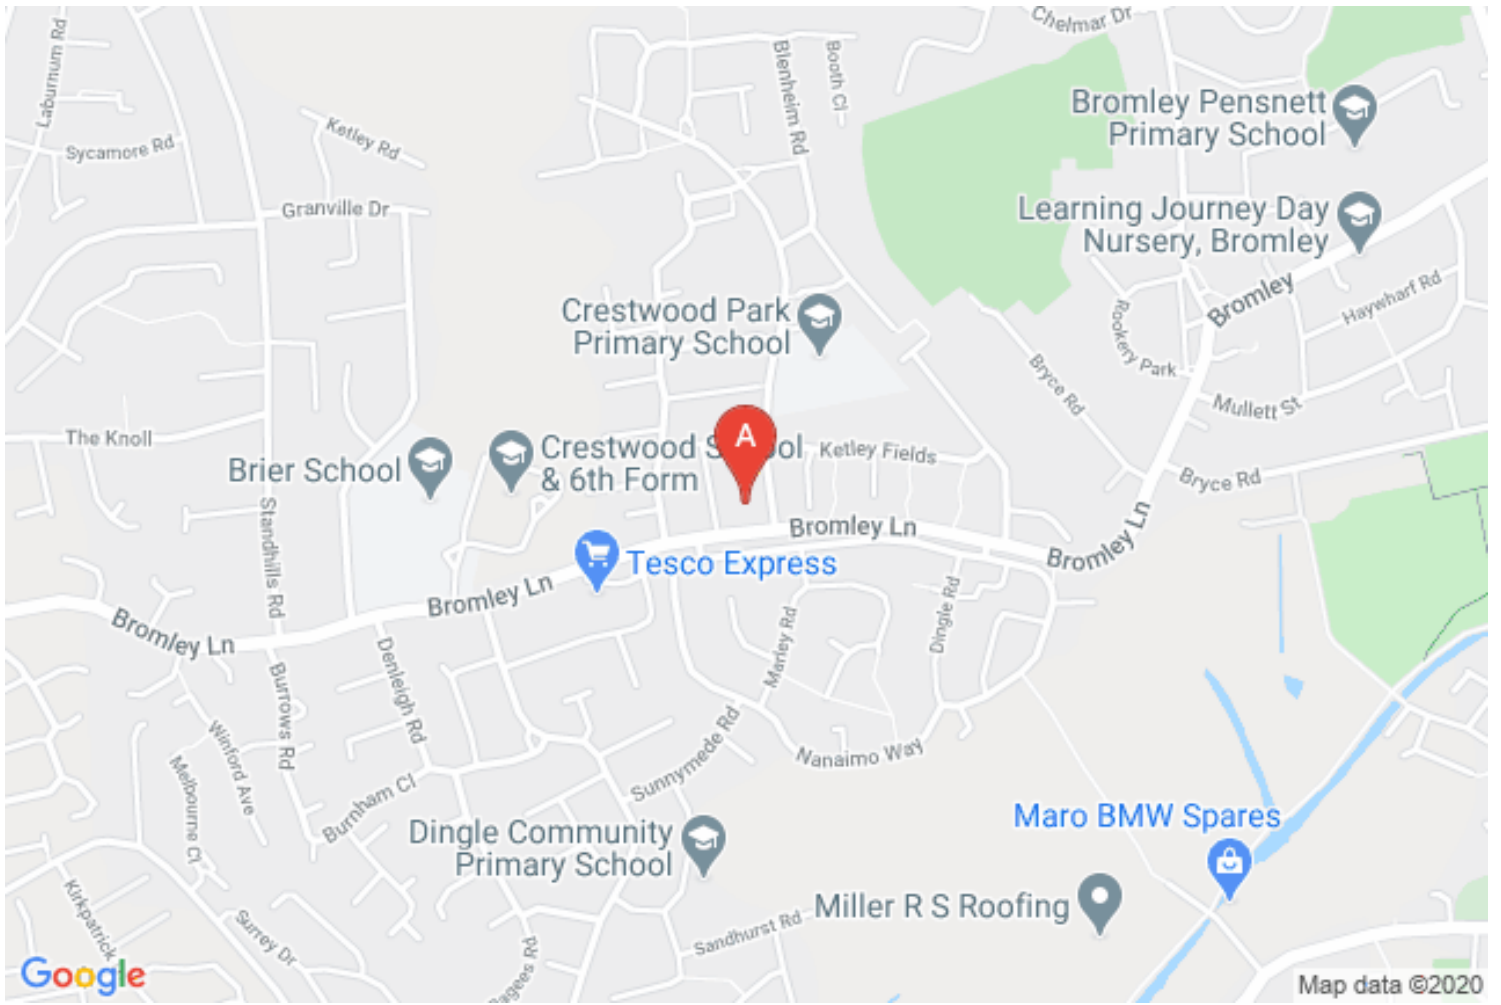 Chelmar Dr
Laburnum Rd
Blenheim Rd
Booth Cl
Bromley Pensnett
Primary School
Ketley Rd
Sycamore Rd
Granville Dr
Learning Journey Day
Nursery, Bromley
Bromley
Haywharf Rd
Crestwood Park
Primary School
Rookery Park
Bryce Rd
Mullett St
The Knoll
A
Brier School
Crestwood School
& 6th Form
Ketley Fields
Bryce Rd
Standhills Rd
Bromley Ln
Bromley Ln
Tesco Express
Bromley Ln
Bromley Ln
Dingle Rd
Marley Rd
Denleigh Rd
Burrows Rd
Winford Ave
Melbourne Cl
Sunnymede Rd
Nanaimo Way
Burnham Cl
Maro BMW Spares
Dingle Community
Primary School
Miller R S Roofing
Kirkpatrick
Surrey Dr
Sandhurst Rd
Google
Map data ©2020